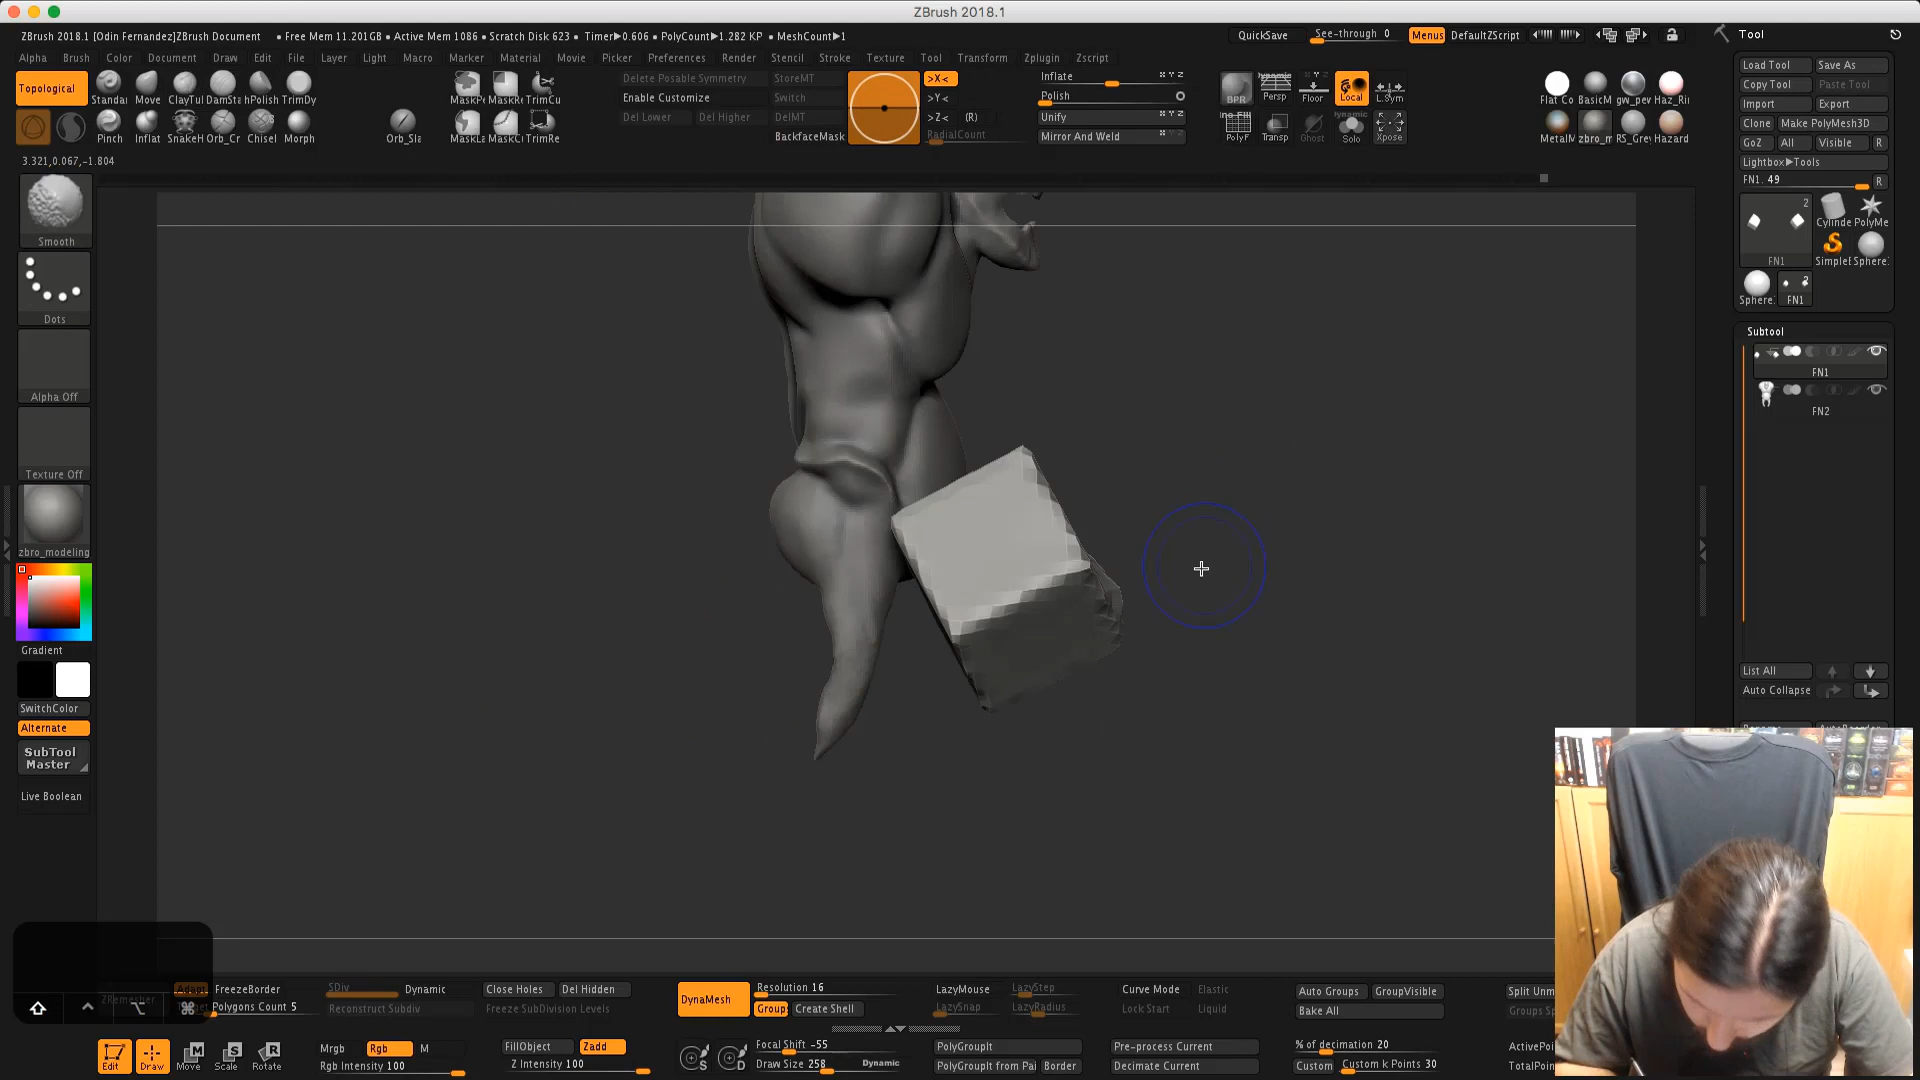 ZBrush 2018.1
ZBrush 2018.1 [Odin Fernandez]ZBrush Document • Free Mem 11.201GB • Active Mem 1086 • Scratch Disk 623 • Timer▶0.606 • PolyCount▶1.282 KP • MeshCount▶1
QuickSave See-through 0 Menus DefaultZScript Tool
Alpha Brush Color Document Draw Edit File Layer Light Macro Marker Material Movie Picker Preferences Render Stencil Stroke Texture Tool Transform Zplugin Zscript
Load Tool Save As
Topological Delete Posable Symmetry StoreMT >X< Inflate
Copy Tool Paste Tool
Standar Move ClayTul DamSta hPolish TrimDy MaskPe MaskRe TrimCu Enable Customize Switch >Y< Polish BPR Persp Floor Local L.Sym Flat Co BasicM gw_pev Haz_Rir
Import Export
Del Lower Del Higher DelMT >Z< (R) Unify
Clone Make PolyMesh3D
Pinch Inflat SnakeH Orb_Cr Chisel Morph Orb_Sla MaskLa TrimRe BackfaceMask RadialCount Mirror And Weld PolyF Transp Ghost Solo Xpose MetalM zbro_m RS_Gre Hazard
GoZ All Visible R
3.321,0.067,-1.804
Lightbox▶Tools
FN1. 49 R
2
Cylinde PolyMe
FN1 Simplel Sphere
Sphere. FN1
2
Smooth
Dots
Alpha Off
Texture Off
zbro_modeling
Gradient
SwitchColor
Alternate
SubTool
Master
Live Boolean
Subtool
FN1
FN2
List All
Auto Collapse
FreezeBorder SDiv Dynamic Close Holes Del Hidden DynaMesh Resolution 16 LazyMouse LazyStep Curve Mode Elastic Auto Groups GroupVisible
Polygons Count 5 Reconstruct Subdiv Freeze SubDivision Levels Group: Create Shell LazySnap LazyRadius Lock Start Liquid Bake All
Edit Draw Move Scale Rotate Mrgb Rgb M FillObject Zadd Focal Shift -55 PolyGroupIt Pre-process Current % of decimation 20
Rgb Intensity 100 Z Intensity 100 Draw Size 258 Dynamic PolyGroupIt from Pai Border Decimate Current Custom Custom k Points 30